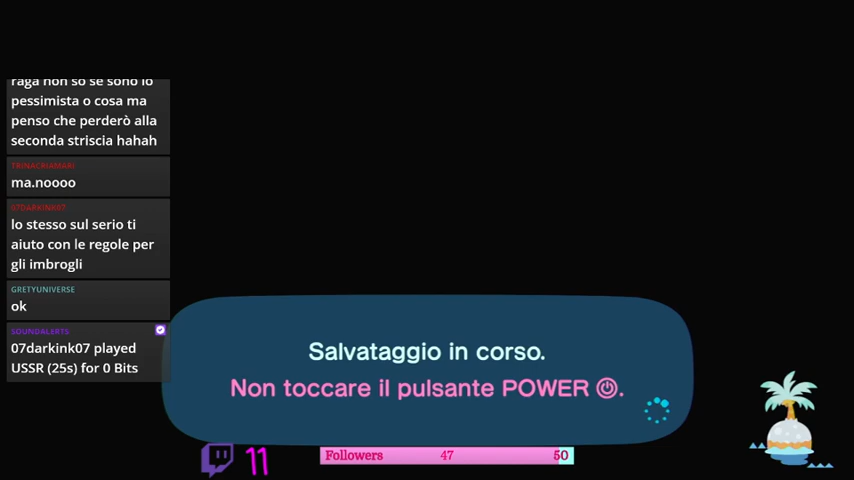 raga non so se sono io
pessimista o cosa ma
penso che perderò alla
seconda striscia hahah
ma.noooo
07DARKINK07
lo stesso sul serio ti
aiuto con le regole per
gli imbrogli
GRETYUNIVERSE
ok
SOUNDALERTS
07darkink07 played
USSR (25s) for 0 Bits
Salvataggio in corso.
Non toccare il pulsante POWER .
11
Followers 47 50